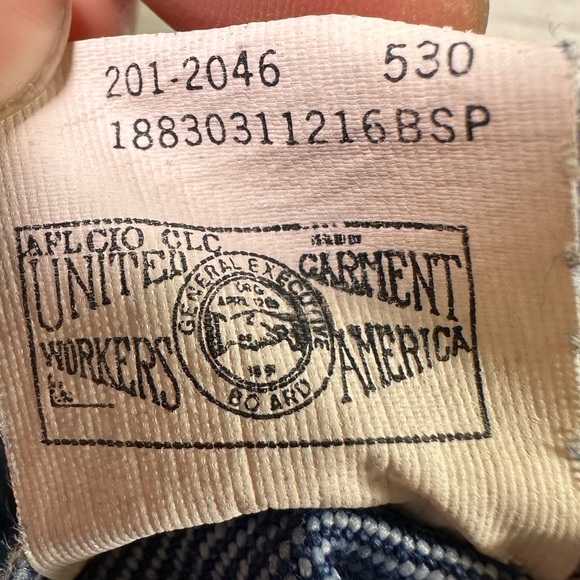 201-2046 530
18830311216BSP
AFL CIO CLC
UNITED GARMENT
WORKERS AMERICA
GENERAL EXECUTIVE
BOARD